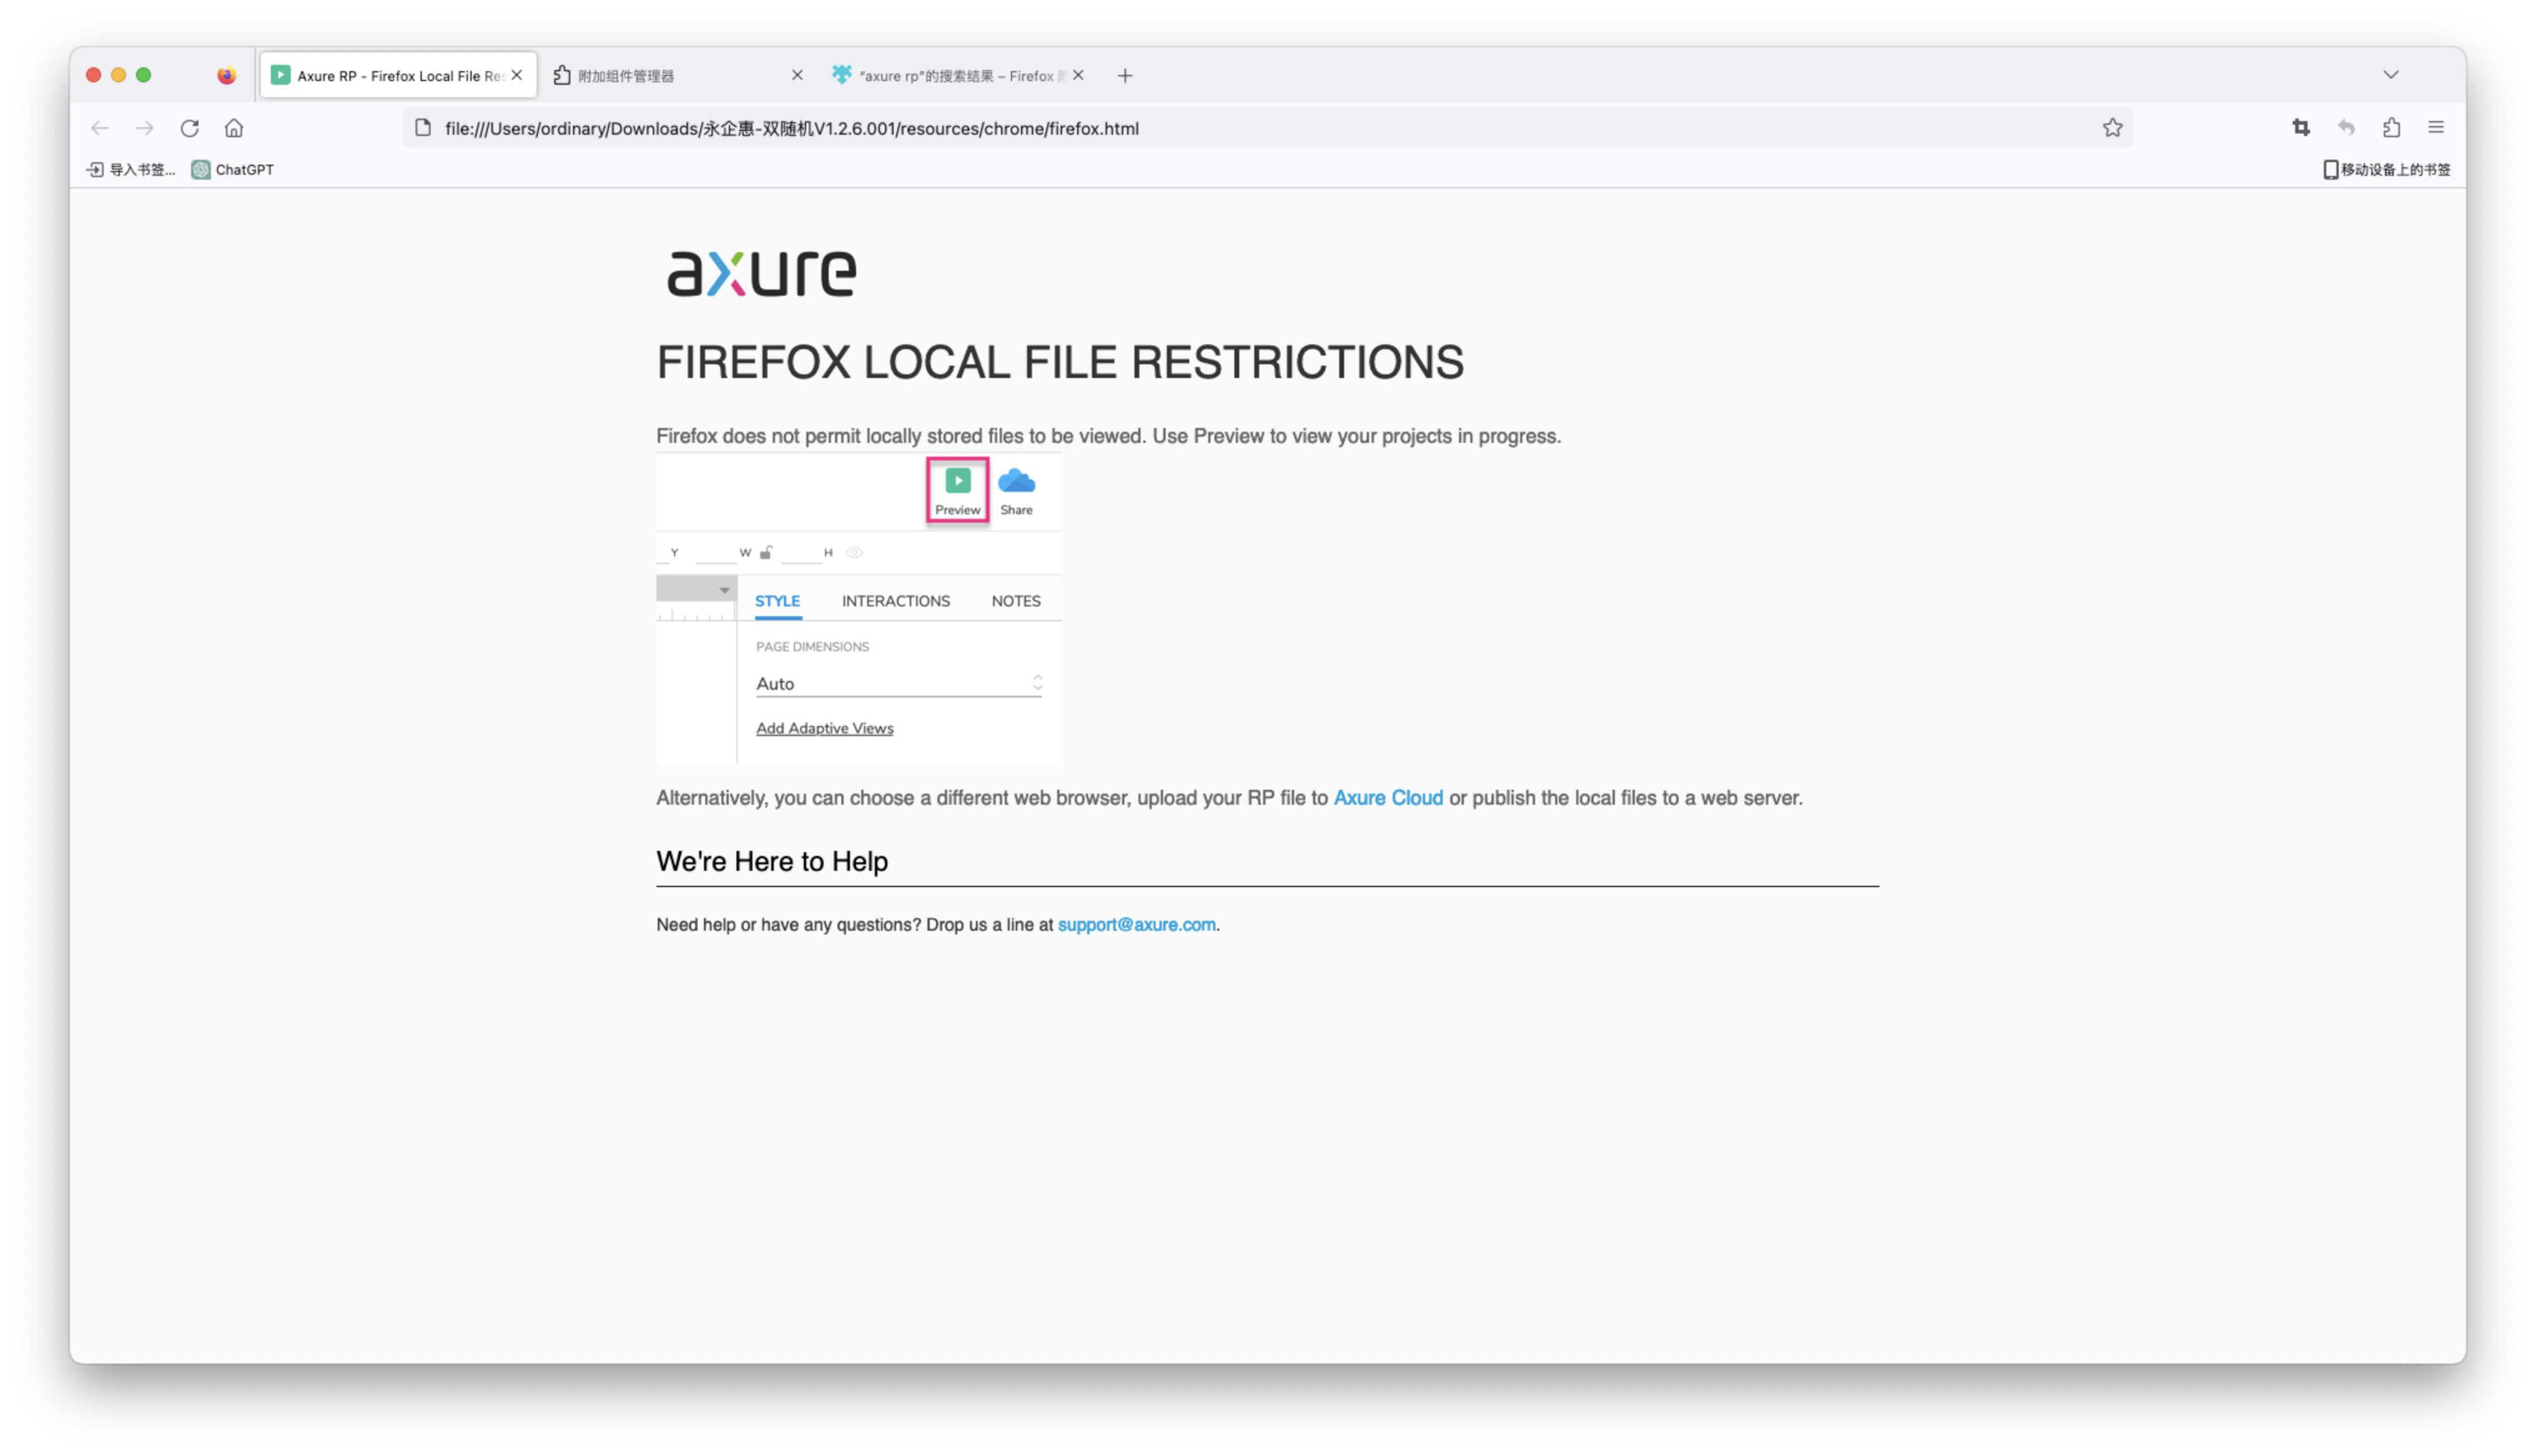 Axure RP - Firefox Local File Res
附加组件管理器
"axure rp"的搜索结果 – Firefox
file:///Users/ordinary/Downloads/永企惠-双随机V1.2.6.001/resources/chrome/firefox.html
导入书签...
ChatGPT
移动设备上的书签
axure
FIREFOX LOCAL FILE RESTRICTIONS
Firefox does not permit locally stored files to be viewed. Use Preview to view your projects in progress.
Preview
Share
Y
W
H
STYLE
INTERACTIONS
NOTES
PAGE DIMENSIONS
Auto
Add Adaptive Views
Alternatively, you can choose a different web browser, upload your RP file to Axure Cloud or publish the local files to a web server.
We're Here to Help
Need help or have any questions? Drop us a line at support@axure.com.